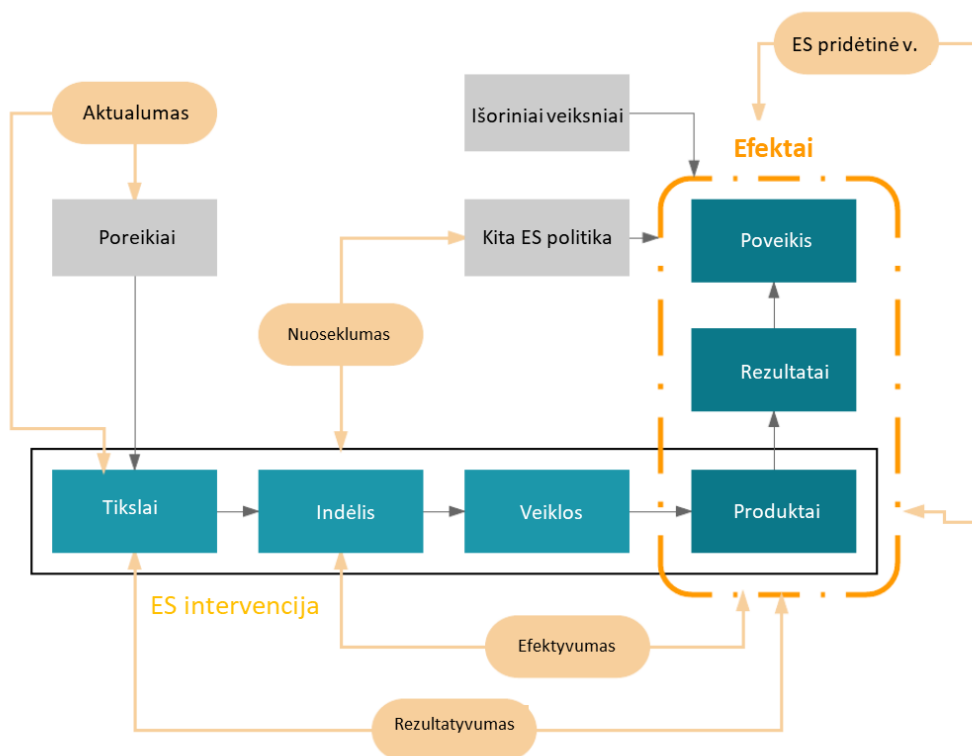 ES pridėtinė v.
Aktualumas
Išoriniai veiksniai
Efektai
Poreikiai
Kita ES politika
Poveikis
Nuoseklumas
Rezultatai
Tikslai
Indėlis
Veiklos
Produktai
ES intervencija
Efektyvumas
Rezultatyvumas